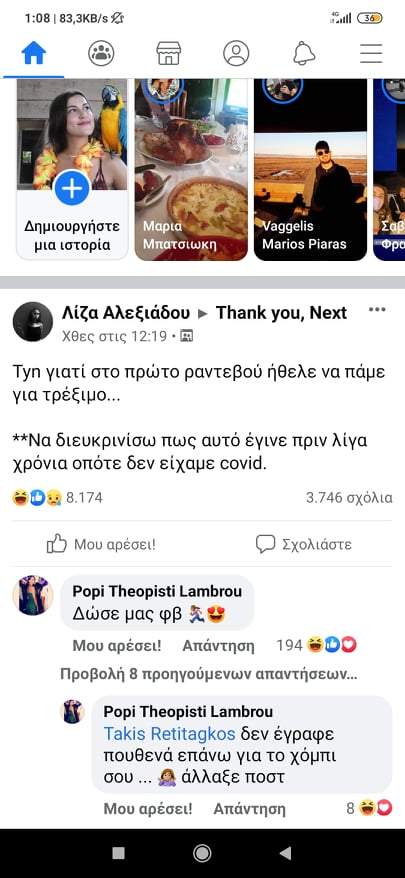 1:08 | 83,3KB/s
4G
36
Δημιουργήστε
μια ιστορία
Μαρια
Μπατσιωκη
Vaggelis
Marios Piaras
Σαβ
Φρα
Λίζα Αλεξιάδου ▸ Thank you, Next
Χθες στις 12:19 ·
Tyn γιατί στο πρώτο ραντεβού ήθελε να πάμε
για τρέξιμο...
**Να διευκρινίσω πως αυτό έγινε πριν λίγα
χρόνια οπότε δεν είχαμε covid.
8.174
3.746 σχόλια
Μου αρέσει!
Σχολιάστε
Popi Theopisti Lambrou
Δώσε μας φβ 🏃🏽‍♀️😍
Μου αρέσει! Απάντηση 194
Προβολή 8 προηγούμενων απαντήσεων...
Popi Theopisti Lambrou
Takis Retitagkos δεν έγραφε
πουθενά επάνω για το χόμπι
σου ... 🤷🏽‍♀️ άλλαξε ποστ
Μου αρέσει! Απάντηση 8